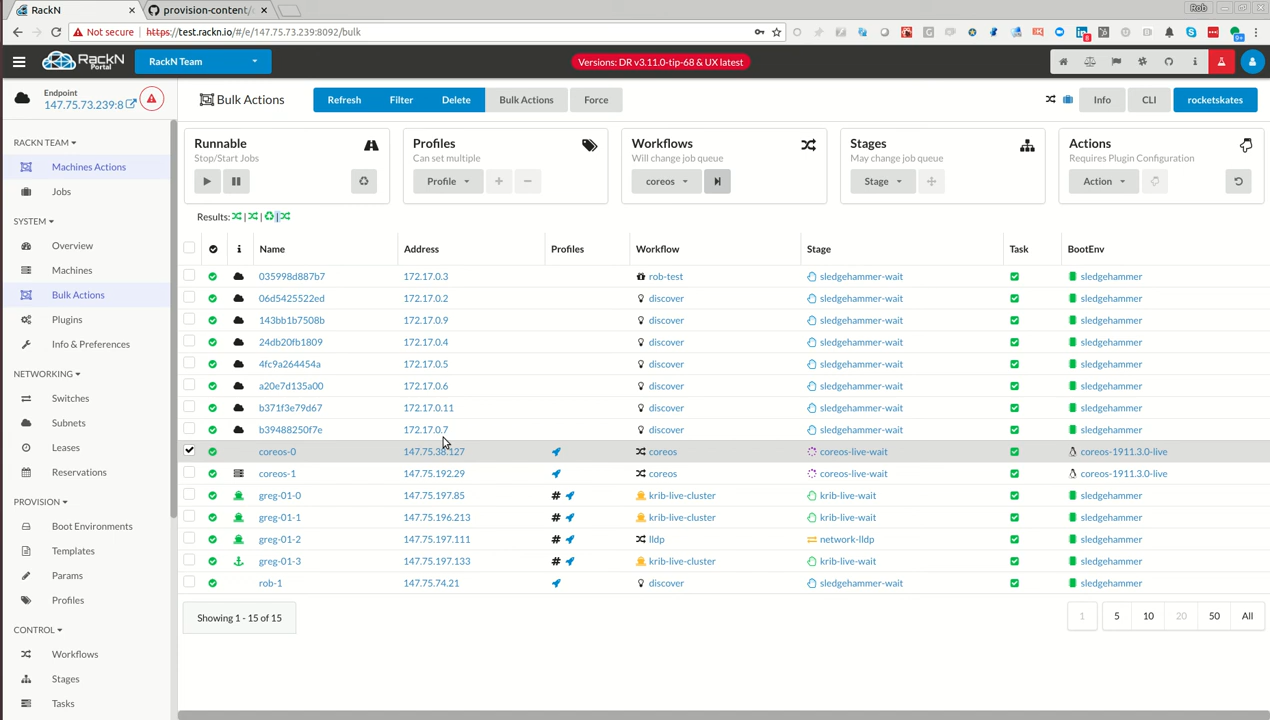 RackN
provision-content/
Rob
Not secure
https://test.rackn.io/#/e/147.75.73.239:8092/bulk
RackN
Portal
RackN Team
Versions: DR v3.11.0-tip-68 & UX latest
Endpoint
147.75.73.239:8
Bulk Actions
Refresh
Filter
Delete
Bulk Actions
Force
Info
CLI
rocketskates
RACKN TEAM
Machines Actions
Jobs
SYSTEM
Overview
Machines
Bulk Actions
Plugins
Info & Preferences
NETWORKING
Switches
Subnets
Leases
Reservations
PROVISION
Boot Environments
Templates
Params
Profiles
CONTROL
Workflows
Stages
Tasks
Runnable
Stop/Start Jobs
Profiles
Can set multiple
Profile
Workflows
Will change job queue
coreos
Stages
May change job queue
Stage
Actions
Requires Plugin Configuration
Action
Results: | | |
Name Address Profiles Workflow Stage Task BootEnv
035998d887b7 172.17.0.3 rob-test sledgehammer-wait sledgehammer
06d5425522ed 172.17.0.2 discover sledgehammer-wait sledgehammer
143bb1b7508b 172.17.0.9 discover sledgehammer-wait sledgehammer
24db20fb1809 172.17.0.4 discover sledgehammer-wait sledgehammer
4fc9a264454a 172.17.0.5 discover sledgehammer-wait sledgehammer
a20e7d135a00 172.17.0.6 discover sledgehammer-wait sledgehammer
b371f3e79d67 172.17.0.11 discover sledgehammer-wait sledgehammer
b39488250f7e 172.17.0.7 discover sledgehammer-wait sledgehammer
coreos-0 147.75.38.127 coreos coreos-live-wait coreos-1911.3.0-live
coreos-1 147.75.192.29 coreos coreos-live-wait coreos-1911.3.0-live
greg-01-0 147.75.197.85 # krib-live-cluster krib-live-wait sledgehammer
greg-01-1 147.75.196.213 # krib-live-cluster krib-live-wait sledgehammer
greg-01-2 147.75.197.111 # lldp network-lldp sledgehammer
greg-01-3 147.75.197.133 # krib-live-cluster krib-live-wait sledgehammer
rob-1 147.75.74.21 discover sledgehammer-wait sledgehammer
Showing 1 - 15 of 15
1 5 10 20 50 All